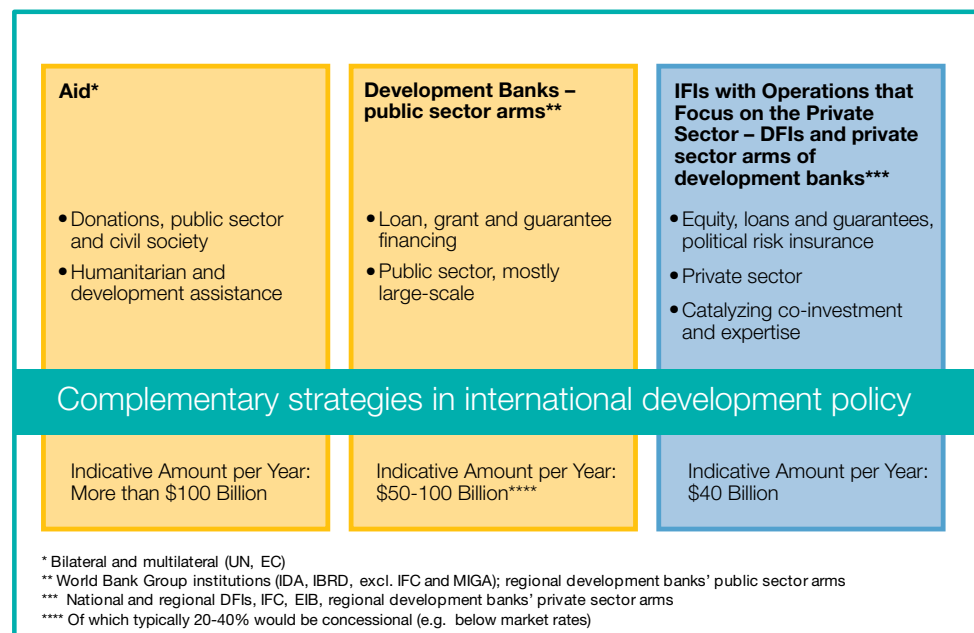 Aid*
• Donations, public sector
and civil society
• Humanitarian and
development assistance
Development Banks –
public sector arms**
• Loan, grant and guarantee
financing
• Public sector, mostly
large-scale
IFIs with Operations that
Focus on the Private
Sector – DFIs and private
sector arms of
development banks***
• Equity, loans and guarantees,
political risk insurance
• Private sector
• Catalyzing co-investment
and expertise
Complementary strategies in international development policy
Indicative Amount per Year:
More than $100 Billion
Indicative Amount per Year:
$50-100 Billion****
Indicative Amount per Year:
$40 Billion
* Bilateral and multilateral (UN, EC)
** World Bank Group institutions (IDA, IBRD, excl. IFC and MIGA); regional development banks' public sector arms
*** National and regional DFIs, IFC, EIB, regional development banks' private sector arms
**** Of which typically 20-40% would be concessional (e.g. below market rates)